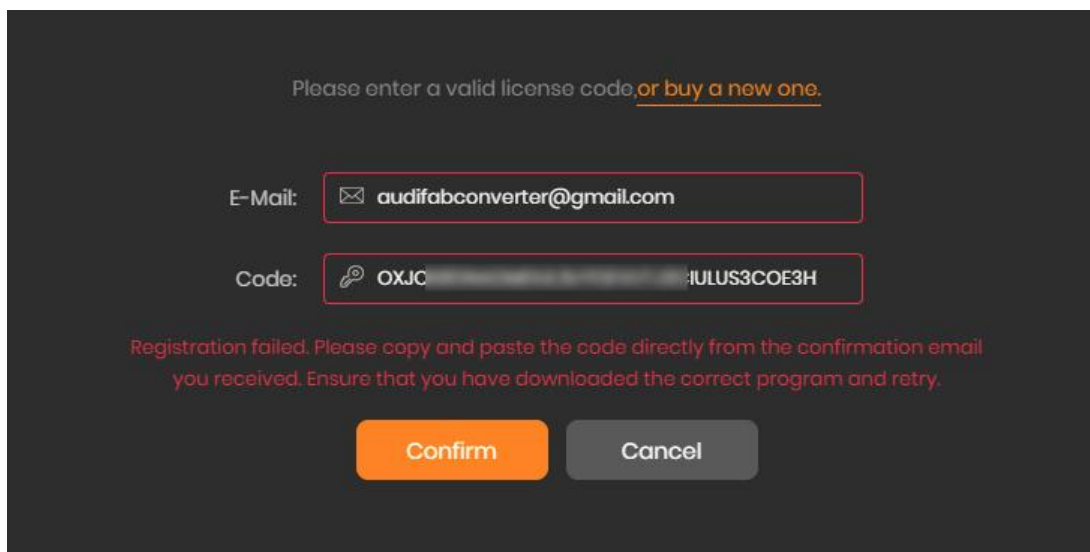 Please enter a valid license code,or buy a new one.
E-Mail: audifabconverter@gmail.com
Code: OXJC IULUS3COE3H
Registration failed. Please copy and paste the code directly from the confirmation email
you received. Ensure that you have downloaded the correct program and retry.
Confirm Cancel